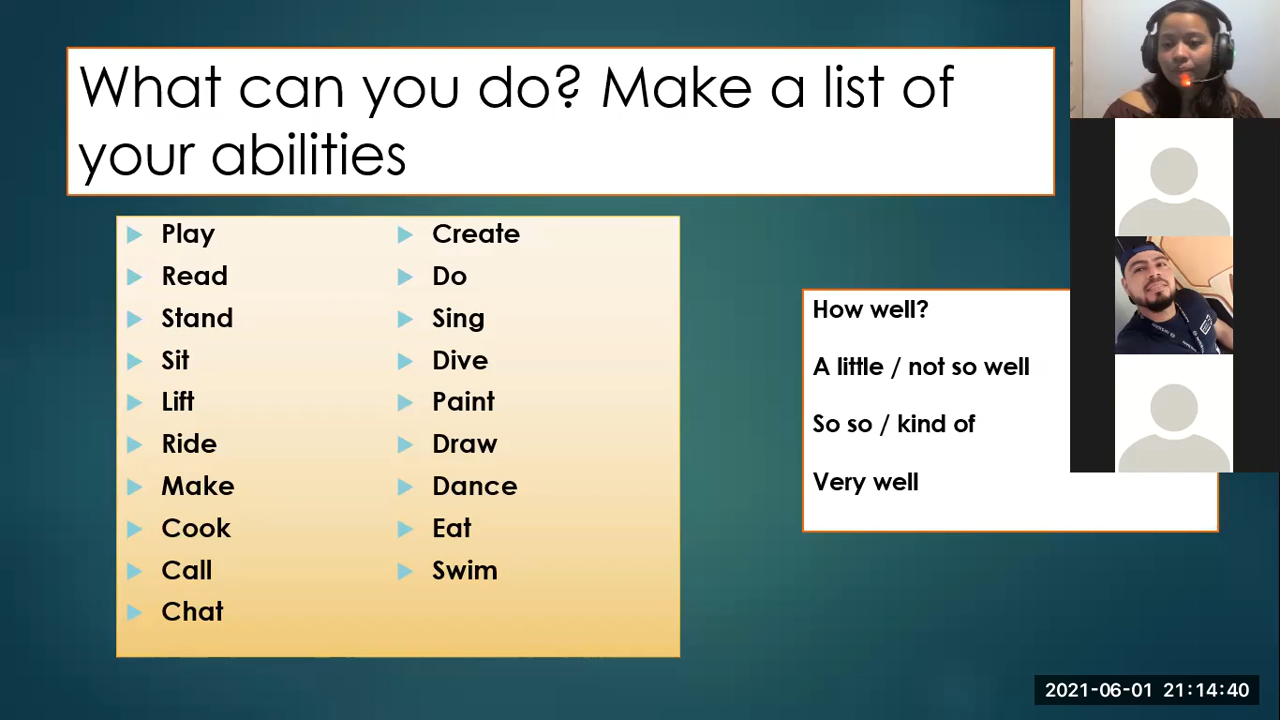 What can you do? Make a list of
your abilities
Play
Read
Stand
Sit
Lift
Ride
Make
Cook
Call
Chat
Create
Do
Sing
Dive
Paint
Draw
Dance
Eat
Swim
How well?
A little / not so well
So so / kind of
Very well
2021-06-01 21:14:40